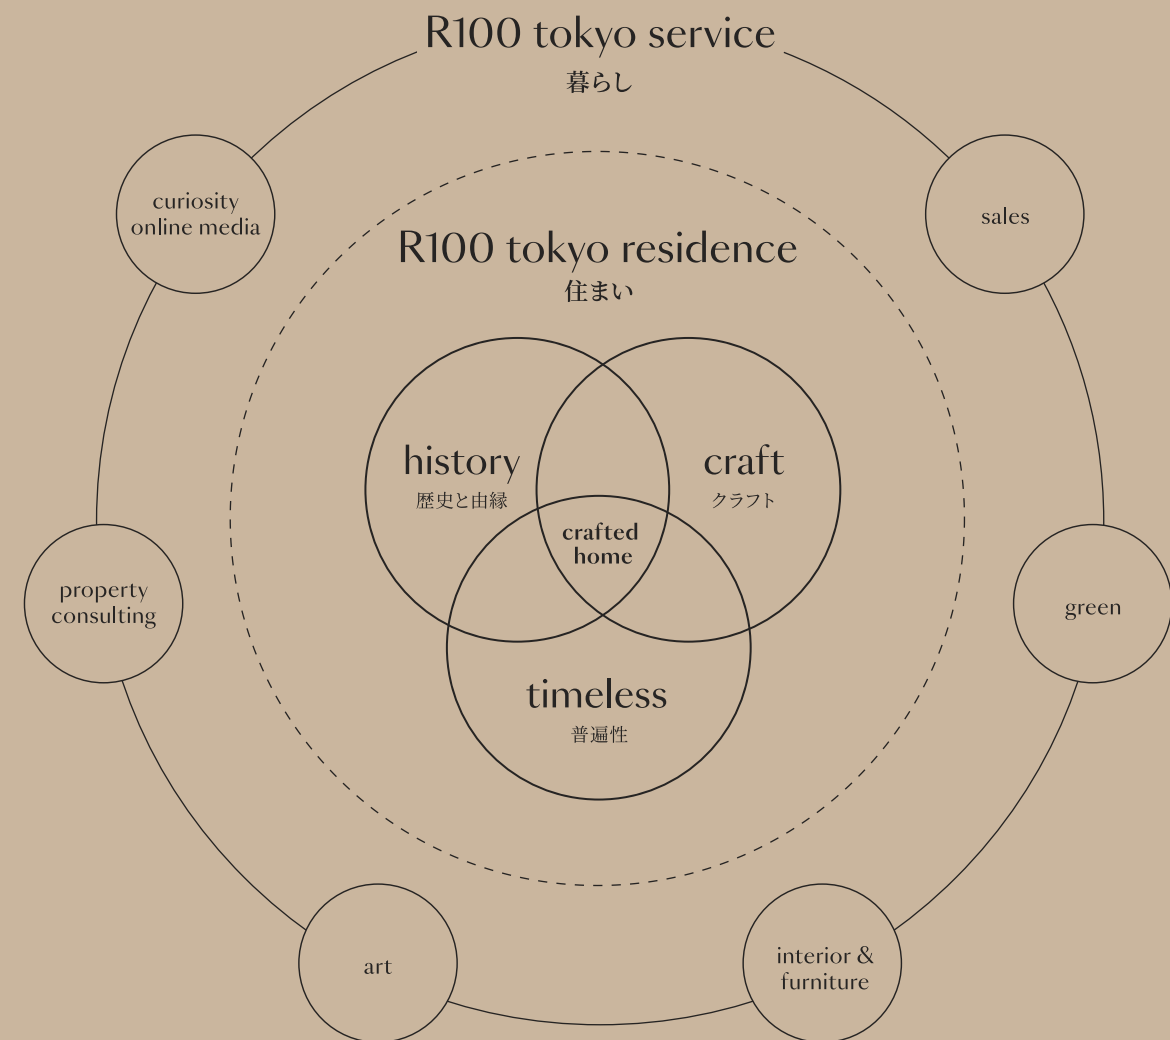 R100 tokyo service
暮らし
curiosity
online media
sales
R100 tokyo residence
住まい
history
歴史と由縁
craft
クラフト
crafted
home
property
consulting
green
timeless
普遍性
art
interior &
furniture